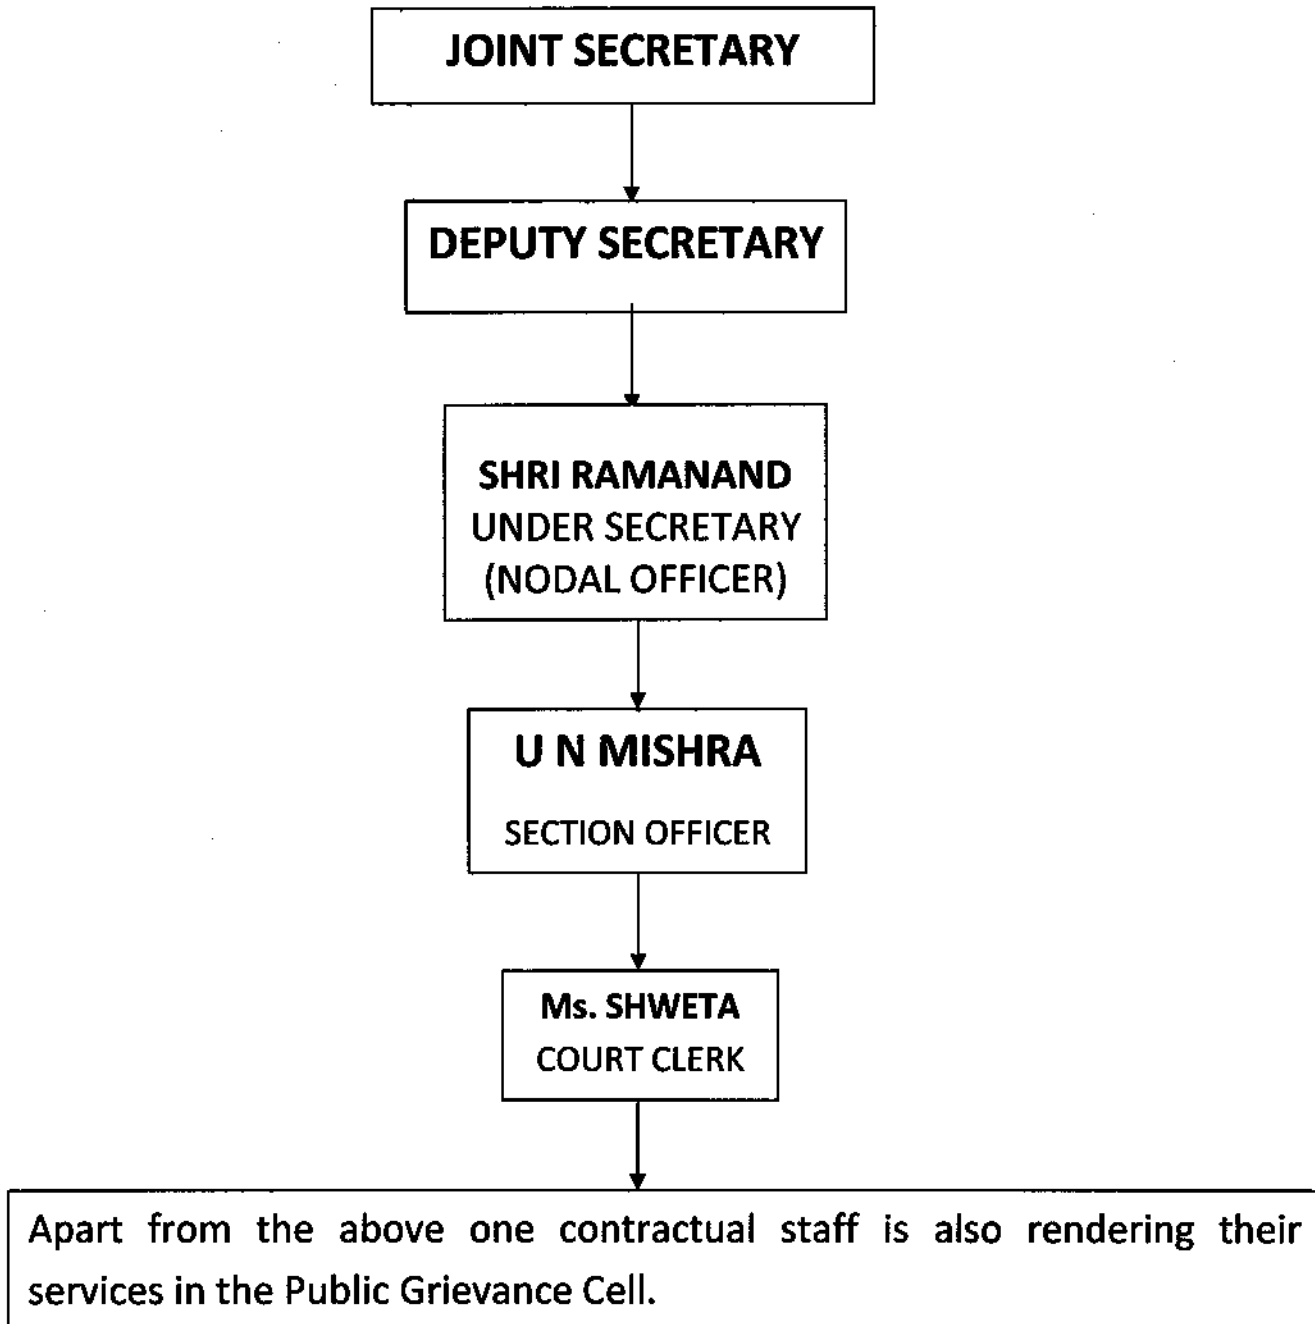 JOINT SECRETARY
DEPUTY SECRETARY
SHRI RAMANAND
UNDER SECRETARY
(NODAL OFFICER)
U N MISHRA
SECTION OFFICER
Ms. SHWETA
COURT CLERK
Apart from the above one contractual staff is also rendering their
services in the Public Grievance Cell.